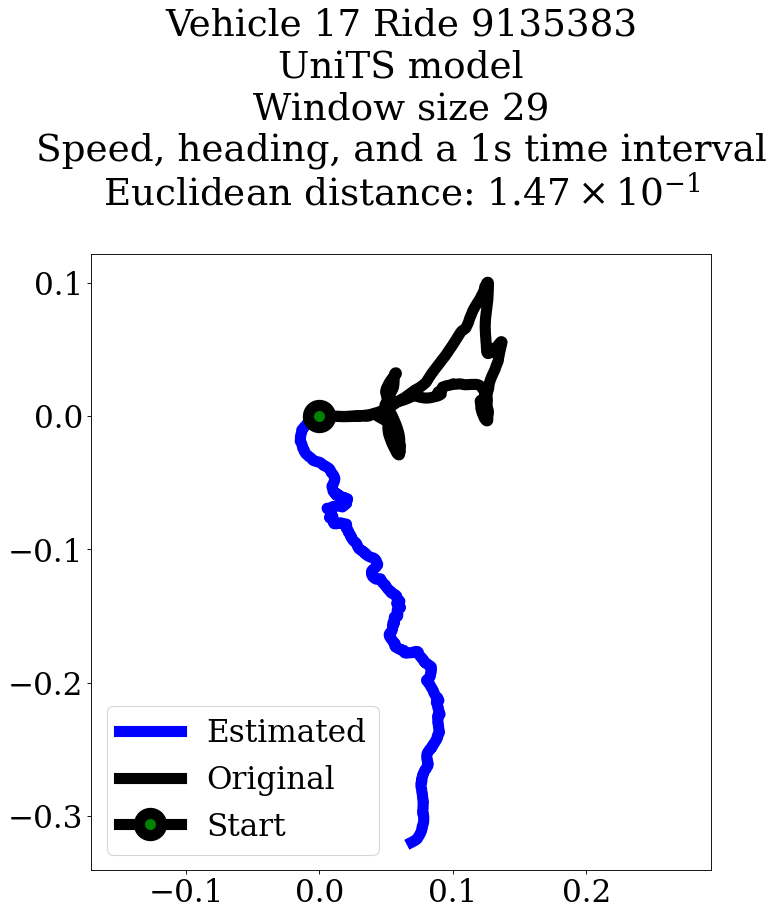 Vehicle 17 Ride 9135383
UniTS model
Window size 29
Speed, heading, and a 1s time interval
Euclidean distance: 1.47 × 10⁻¹
0.1
0.0
−0.1
−0.2
−0.3
Estimated
Original
Start
−0.1 0.0 0.1 0.2